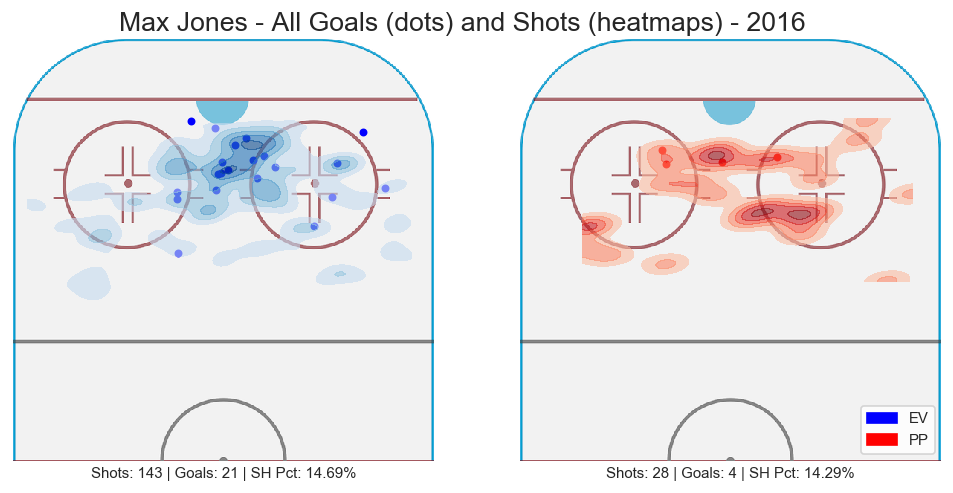 Max Jones - All Goals (dots) and Shots (heatmaps) - 2016
EV
PP
Shots: 143 | Goals: 21 | SH Pct: 14.69%
Shots: 28 | Goals: 4 | SH Pct: 14.29%